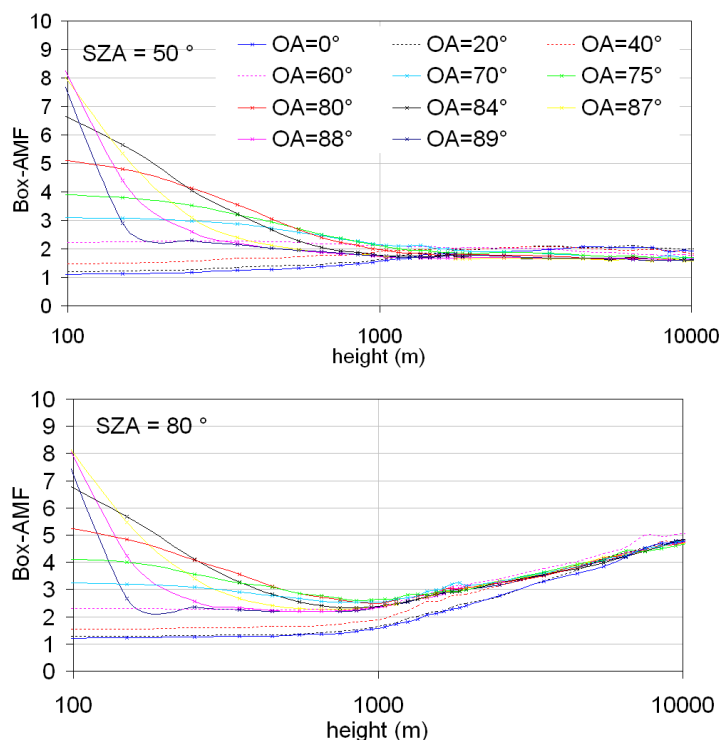 SZA = 50 °
OA=0° OA=20° OA=40°
OA=60° OA=70° OA=75°
OA=80° OA=84° OA=87°
OA=88° OA=89°
Box-AMF
10
9
8
7
6
5
4
3
2
1
0
100 1000 10000
height (m)
SZA = 80 °
Box-AMF
10
9
8
7
6
5
4
3
2
1
0
100 1000 10000
height (m)